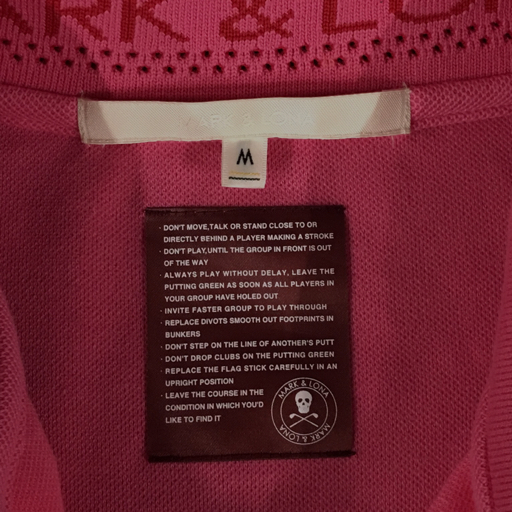 ARK & LONA
MARK & LONA
M
· DON'T MOVE,TALK OR STAND CLOSE TO OR
DIRECTLY BEHIND A PLAYER MAKING A STROKE
· DON'T PLAY,UNTIL THE GROUP IN FRONT IS OUT
OF THE WAY
· ALWAYS PLAY WITHOUT DELAY, LEAVE THE
PUTTING GREEN AS SOON AS ALL PLAYERS IN
YOUR GROUP HAVE HOLED OUT
· INVITE FASTER GROUP TO PLAY THROUGH
· REPLACE DIVOTS SMOOTH OUT FOOTPRINTS IN
BUNKERS
· DON'T STEP ON THE LINE OF ANOTHER'S PUTT
· DON'T DROP CLUBS ON THE PUTTING GREEN
· REPLACE THE FLAG STICK CAREFULLY IN AN
UPRIGHT POSITION
· LEAVE THE COURSE IN THE
CONDITION IN WHICH YOU'D
LIKE TO FIND IT
MARK & LONA
MARK & LONA